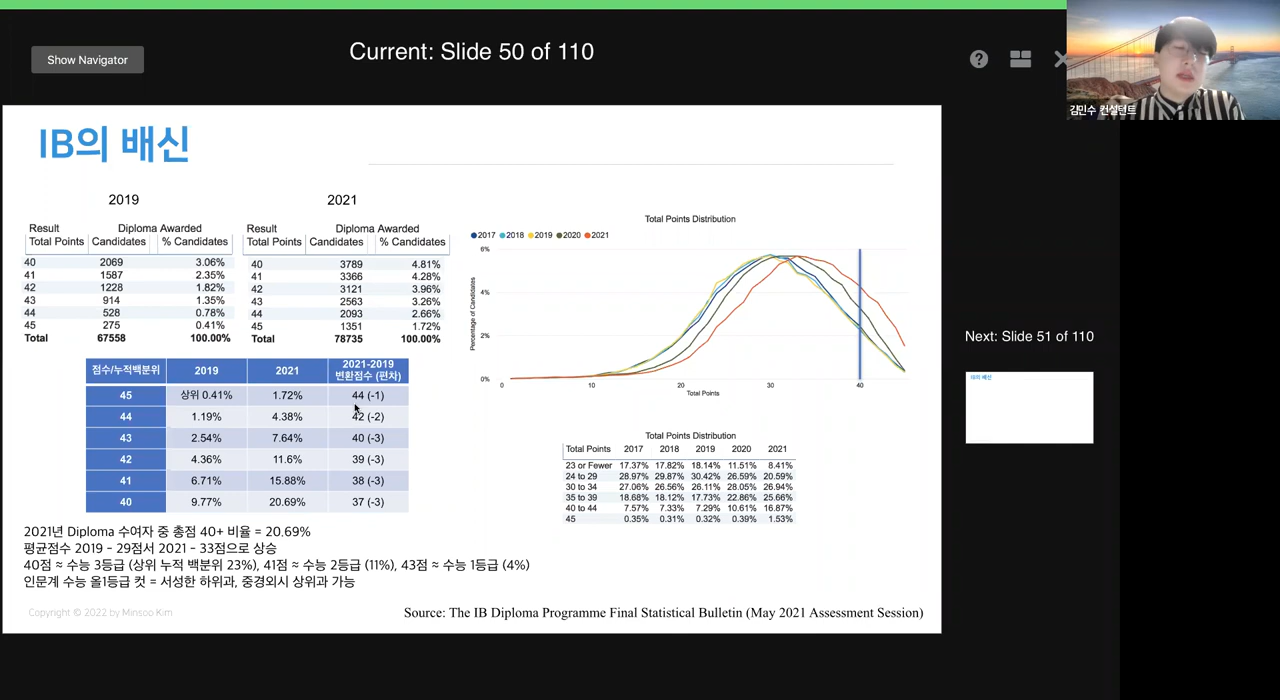 Show Navigator
Current: Slide 50 of 110
김민수 컨설턴트
IB의 배신
2019
Result Diploma Awarded
Total Points Candidates % Candidates
40 2069 3.06%
41 1587 2.35%
42 1228 1.82%
43 914 1.35%
44 528 0.78%
45 275 0.41%
Total 67558 100.00%
2021
Result Diploma Awarded
Total Points Candidates % Candidates
40 3789 4.81%
41 3366 4.28%
42 3121 3.96%
43 2563 3.26%
44 2093 2.66%
45 1351 1.72%
Total 78735 100.00%
점수/누적백분위 2019 2021 2021-2019 변환점수 (편차)
45 상위 0.41% 1.72% 44 (-1)
44 1.19% 4.38% 42 (-2)
43 2.54% 7.64% 40 (-3)
42 4.36% 11.6% 39 (-3)
41 6.71% 15.88% 38 (-3)
40 9.77% 20.69% 37 (-3)
Total Points Distribution
2017 2018 2019 2020 2021
6%
4%
2%
0%
Percentage of Candidates
0 10 20 30 40
Total Points
Total Points Distribution
Total Points 2017 2018 2019 2020 2021
23 or Fewer 17.37% 17.82% 18.14% 11.51% 8.41%
24 to 29 28.97% 29.87% 30.42% 26.59% 20.59%
30 to 34 27.06% 26.56% 26.11% 28.05% 26.94%
35 to 39 18.68% 18.12% 17.73% 22.86% 25.66%
40 to 44 7.57% 7.33% 7.29% 10.61% 16.87%
45 0.35% 0.31% 0.32% 0.39% 1.53%
2021년 Diploma 수여자 중 총점 40+ 비율 = 20.69%
평균점수 2019 - 29점서 2021 - 33점으로 상승
40점 ≈ 수능 3등급 (상위 누적 백분위 23%), 41점 ≈ 수능 2등급 (11%), 43점 ≈ 수능 1등급 (4%)
인문계 수능 올1등급 컷 = 서성한 하위과, 중경외시 상위과 가능
Copyright © 2022 by Minsoo Kim
Source: The IB Diploma Programme Final Statistical Bulletin (May 2021 Assessment Session)
Next: Slide 51 of 110
IB의 배신